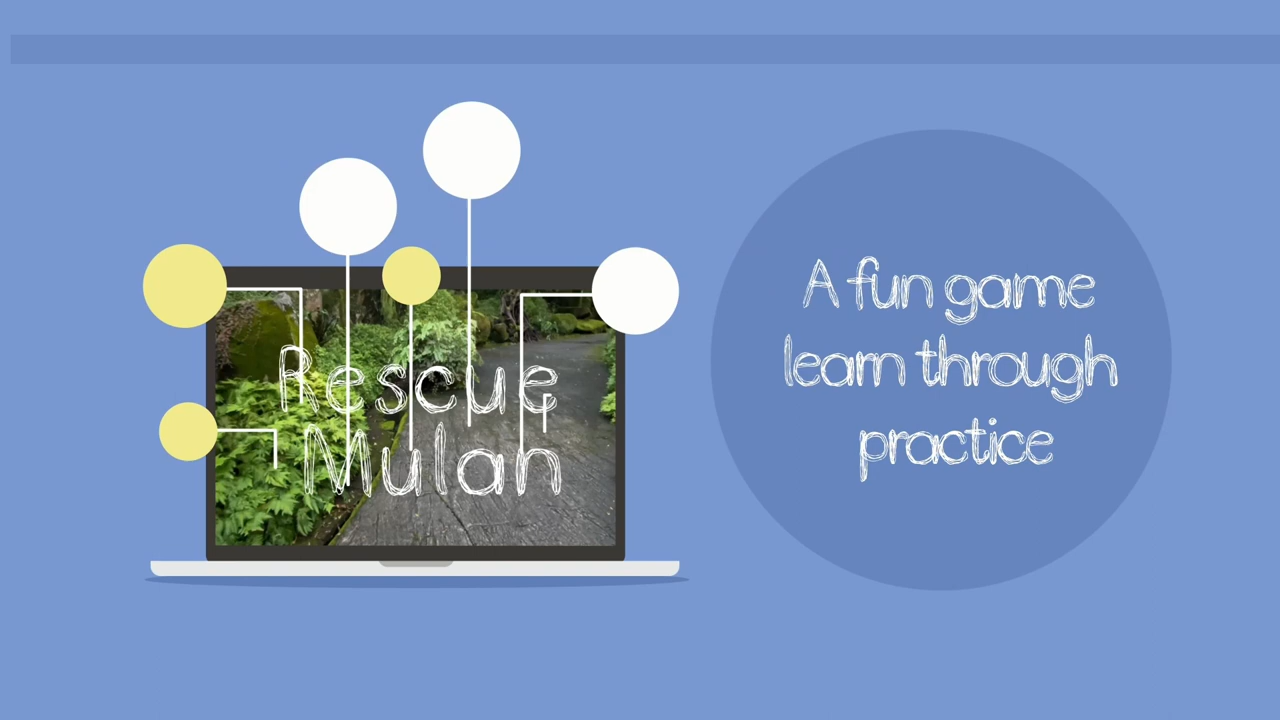 Rescue
Mulan
A fun game
learn through
practice